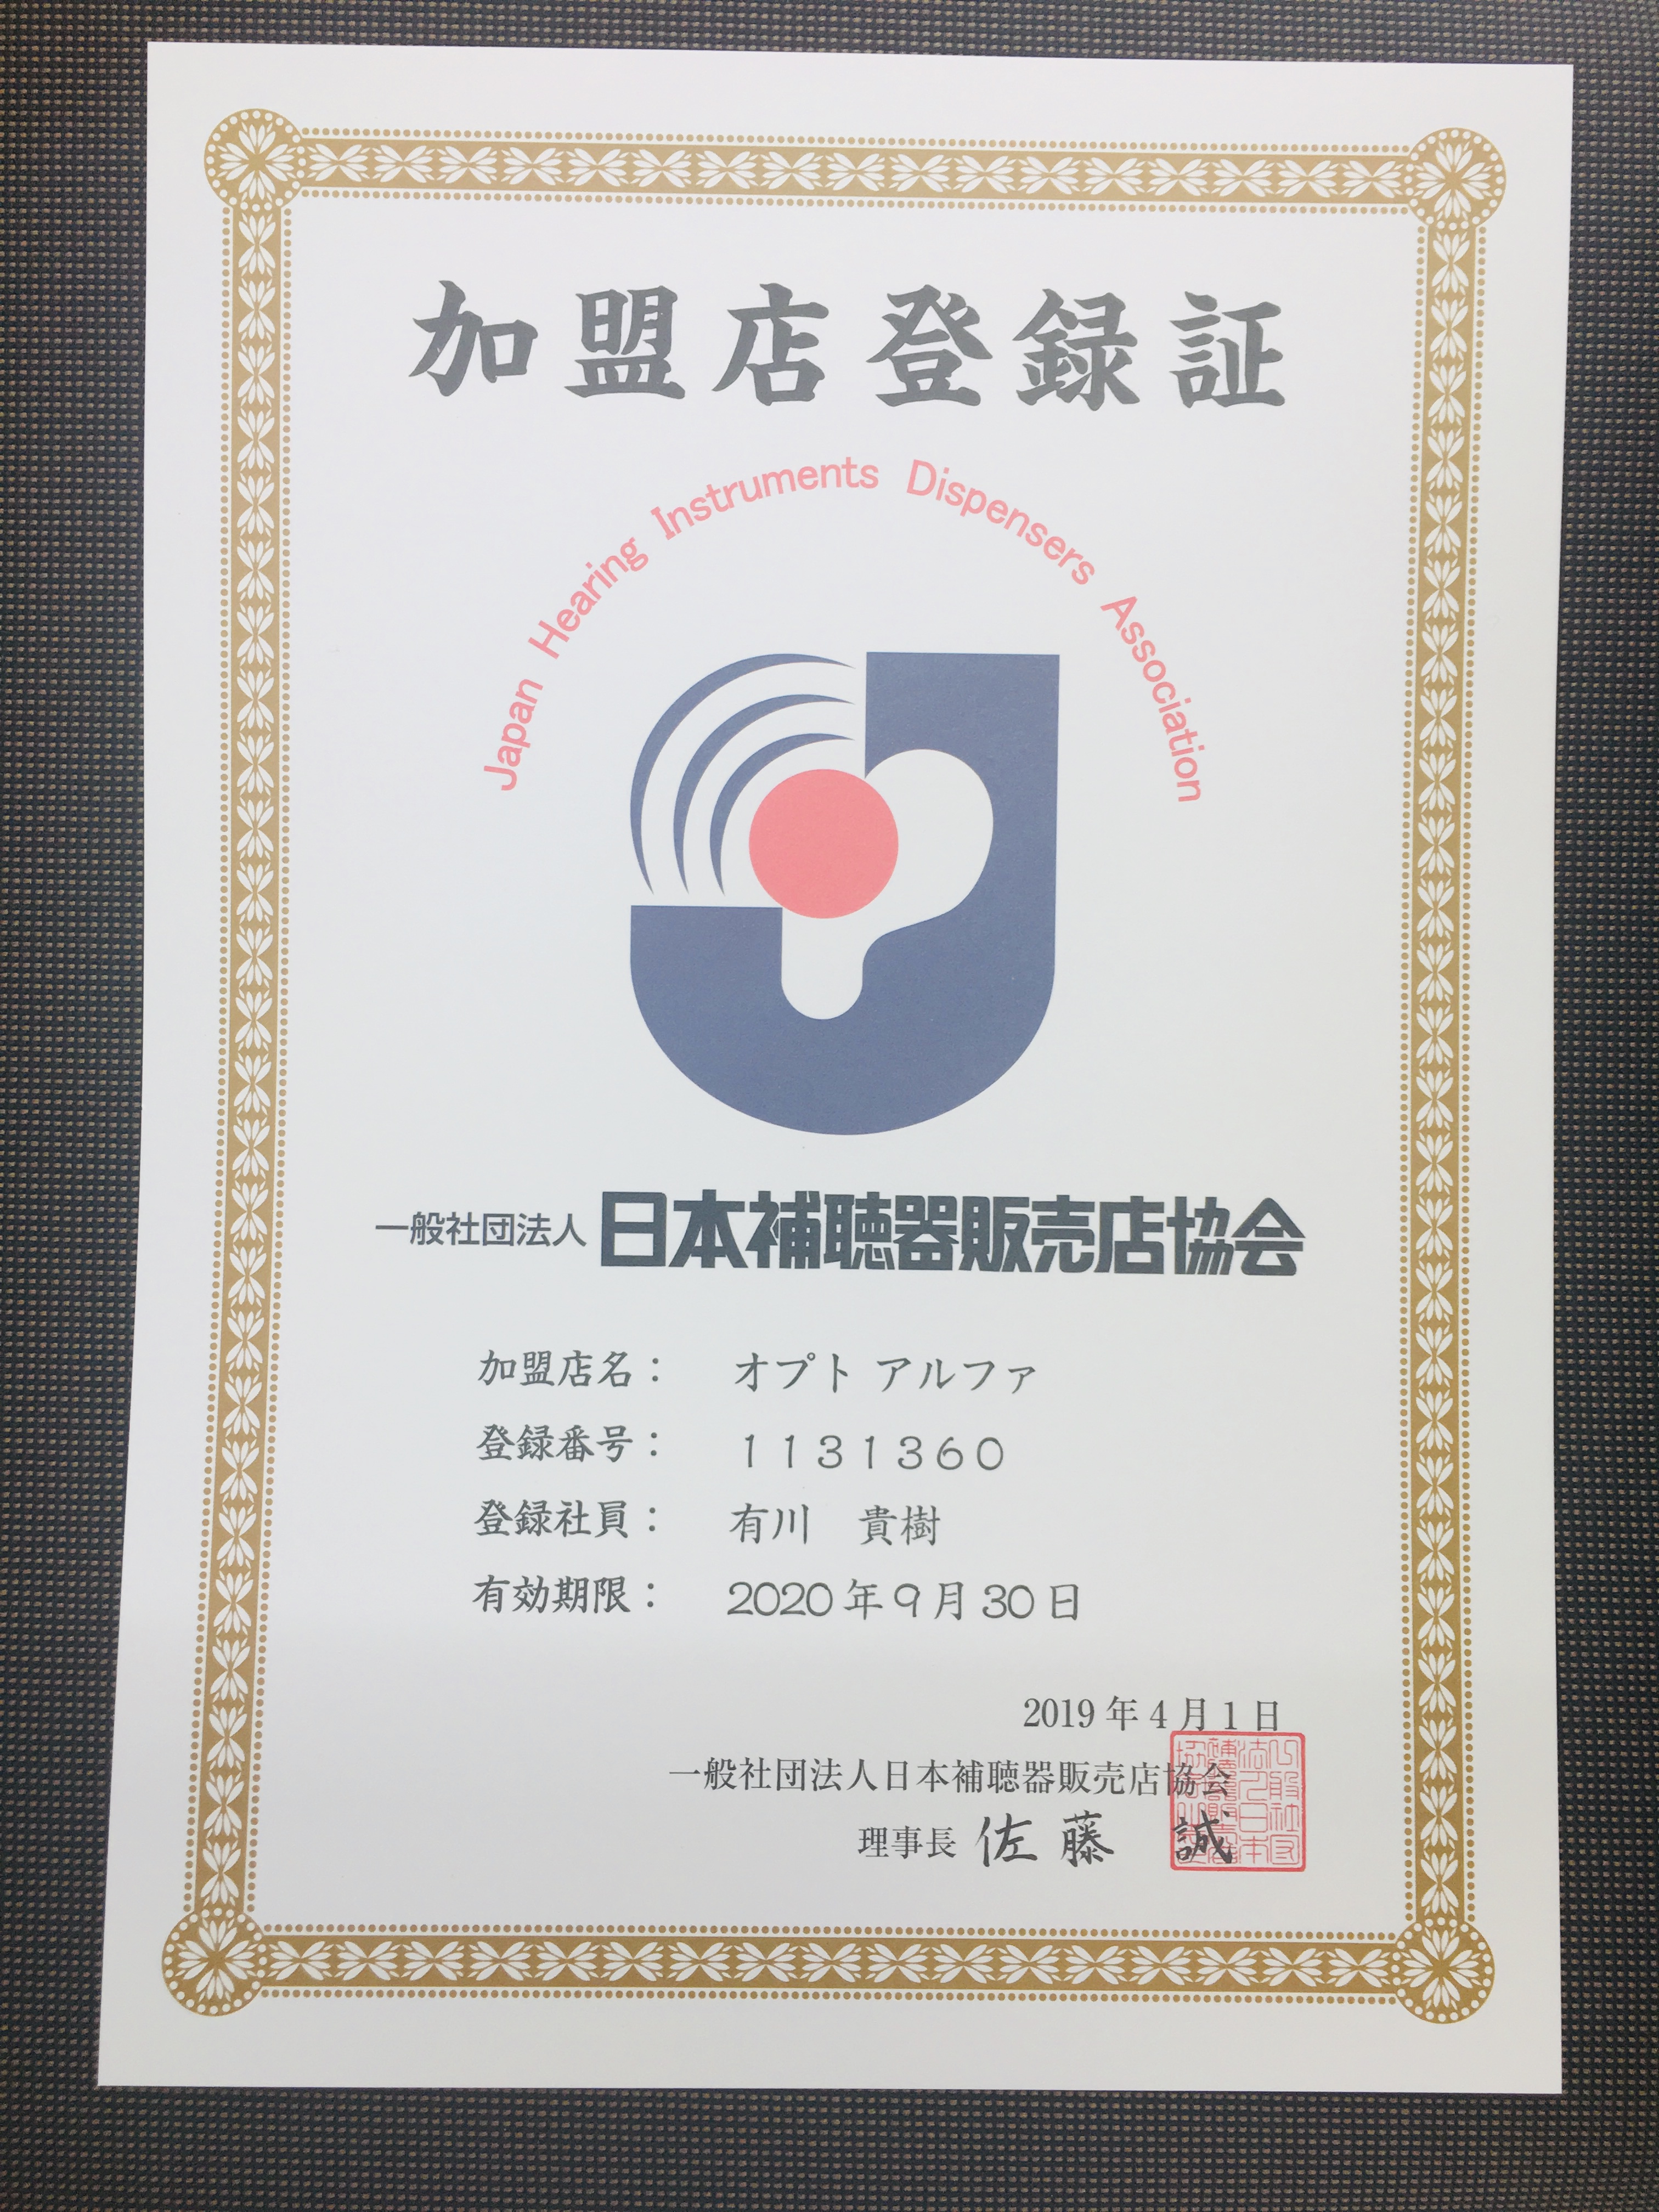 加盟店登録証
Japan Hearing Instruments Dispensers Association
一般社団法人 日本補聴器販売店協会
加盟店名： オプト アルファ
登録番号： １１３１３６０
登録社員： 有川　貴樹
有効期限： 2020年9月30日
2019年4月1日
一般社団法人日本補聴器販売店協会
理事長 佐藤　誠